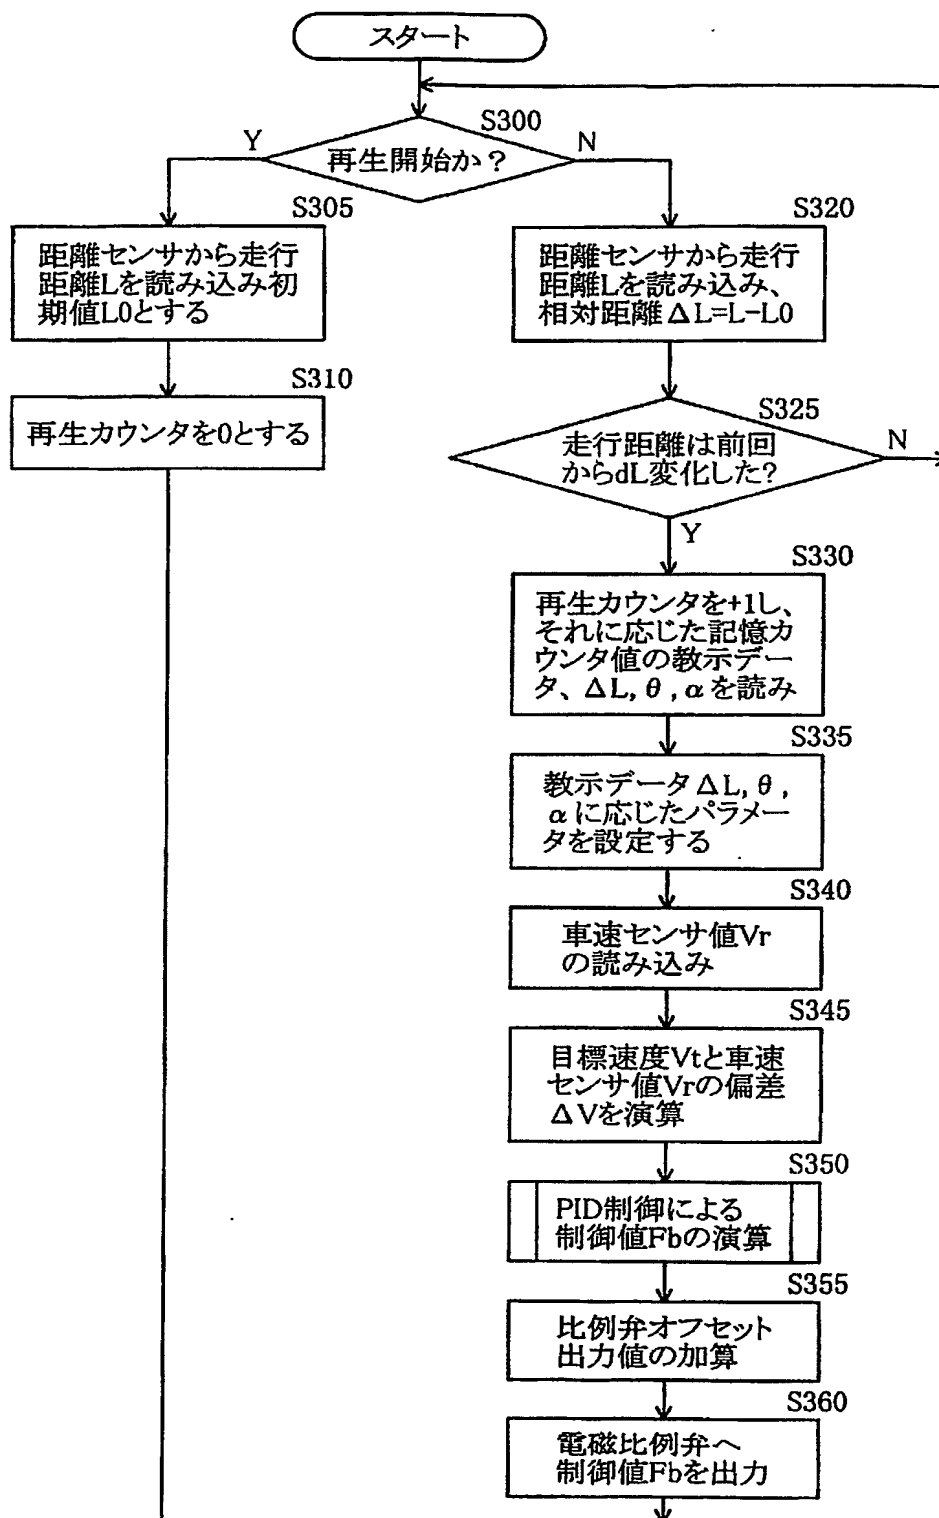 スタート
S300
Y
再生開始か?
N
S305
距離センサから走行
距離Lを読み込み初
期値L0とする
S310
再生カウンタを0とする
S320
距離センサから走行
距離Lを読み込み、
相対距離ΔL=L-L0
S325
走行距離は前回
からdL変化した?
N
Y
S330
再生カウンタを+1し、
それに応じた記憶カ
ウンタ値の教示デー
タ、ΔL, θ, αを読み
S335
教示データΔL, θ,
αに応じたパラメー
タを設定する
S340
車速センサ値Vr
の読み込み
S345
目標速度Vtと車速
センサ値Vrの偏差
ΔVを演算
S350
PID制御による
制御値Fbの演算
S355
比例弁オフセット
出力値の加算
S360
電磁比例弁へ
制御値Fbを出力